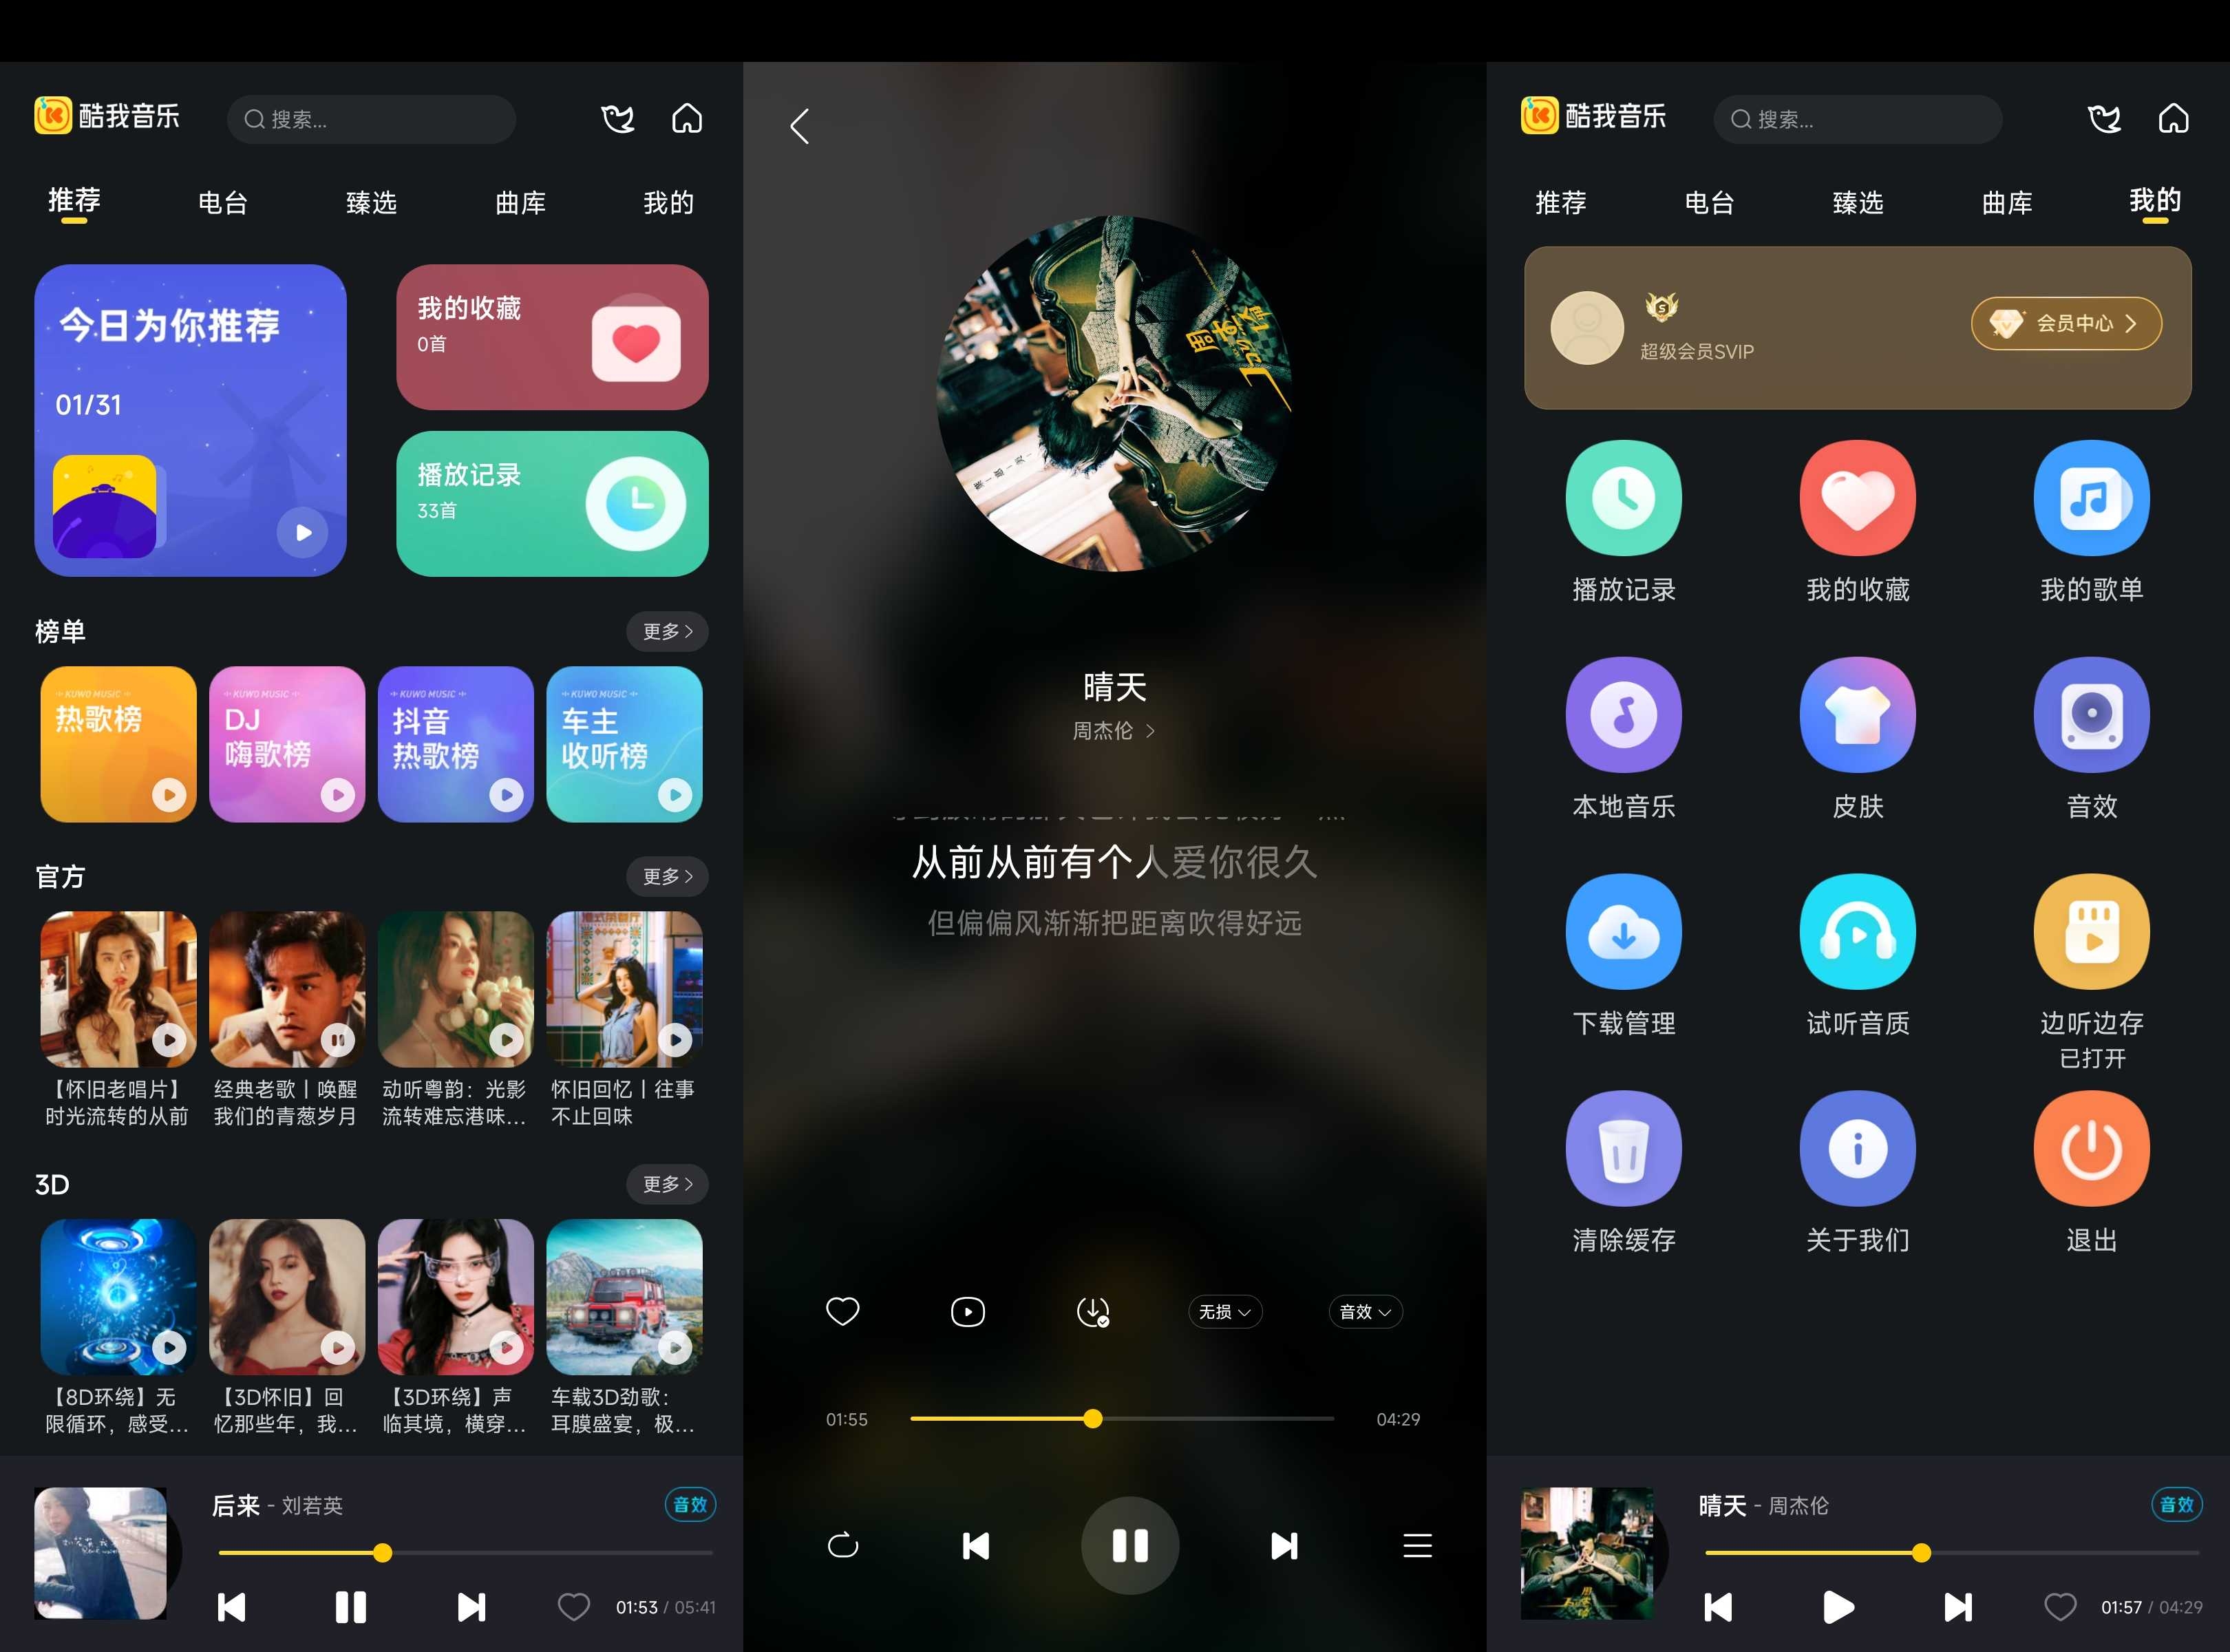 酷我音乐
搜索...
推荐
电台
臻选
曲库
我的
今日为你推荐
01/31
我的收藏
0首
播放记录
33首
榜单
更多
KUWO MUSIC
热歌榜
KUWO MUSIC
DJ
嗨歌榜
KUWO MUSIC
抖音
热歌榜
KUWO MUSIC
车主
收听榜
官方
更多
【怀旧老唱片】
时光流转的从前
经典老歌丨唤醒
我们的青葱岁月
动听粤韵：光影
流转难忘港味...
怀旧回忆丨往事
不止回味
3D
更多
【8D环绕】无
限循环，感受...
【3D怀旧】回
忆那些年，我...
【3D环绕】声
临其境，横穿...
车载3D劲歌：
耳膜盛宴，极...
后来 - 刘若英
音效
01:53 / 05:41
周杰伦
晴天
周杰伦
从前从前有个人爱你很久
但偏偏风渐渐把距离吹得好远
无损
音效
01:55
04:29
酷我音乐
搜索...
推荐
电台
臻选
曲库
我的
超级会员SVIP
会员中心
播放记录
我的收藏
我的歌单
本地音乐
皮肤
音效
下载管理
试听音质
边听边存
已打开
清除缓存
关于我们
退出
晴天 - 周杰伦
音效
01:57 / 04:29